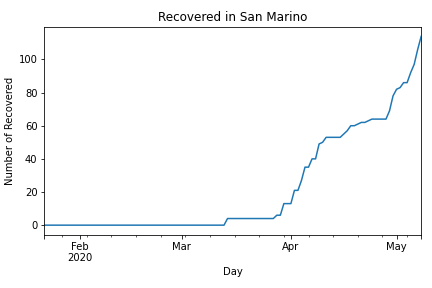 Recovered in San Marino
Number of Recovered
100
80
60
40
20
0
Feb
2020
Mar
Apr
May
Day